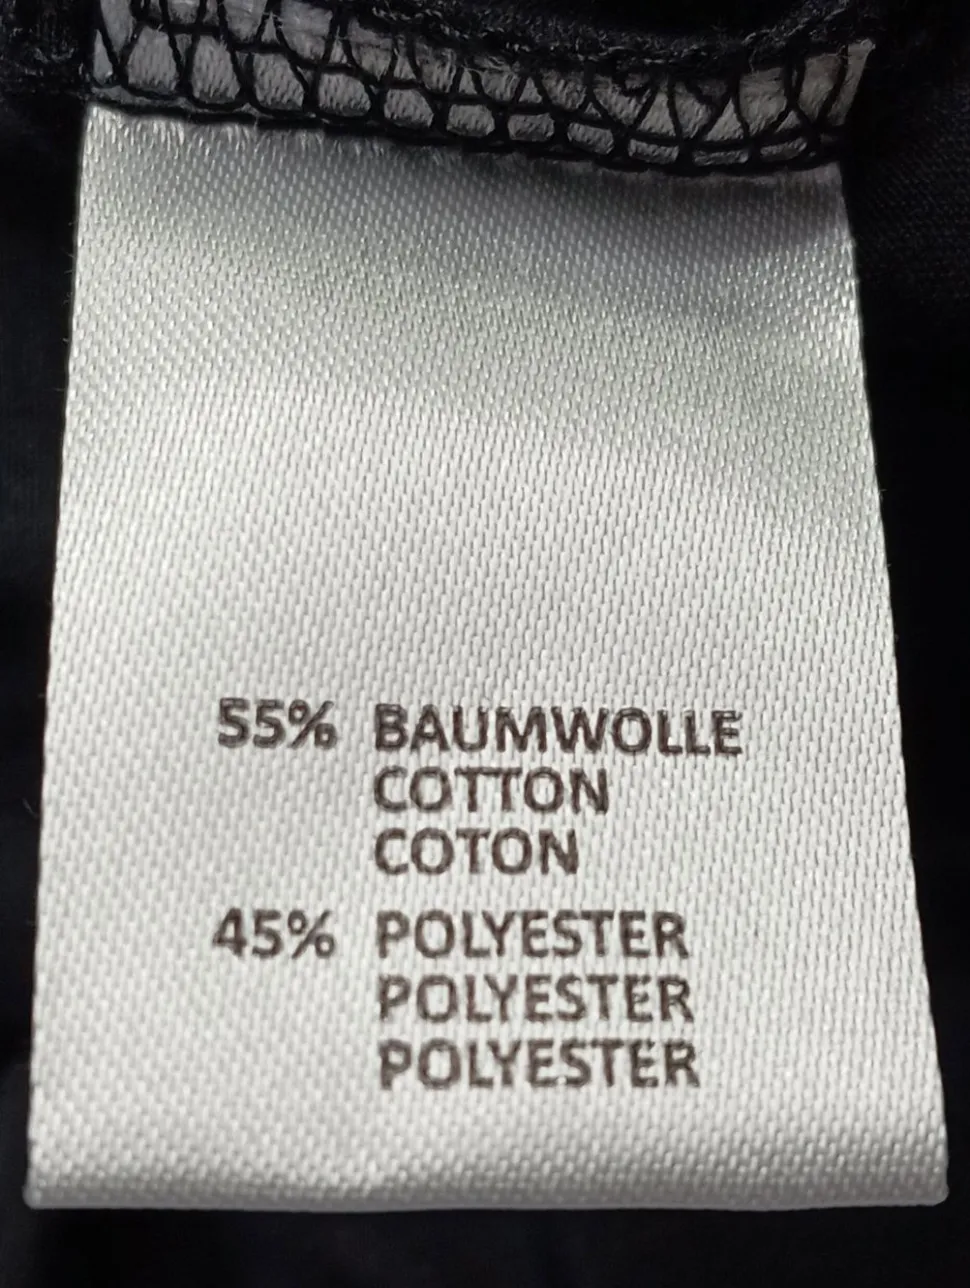 55% BAUMWOLLE
COTTON
COTON
45% POLYESTER
POLYESTER
POLYESTER